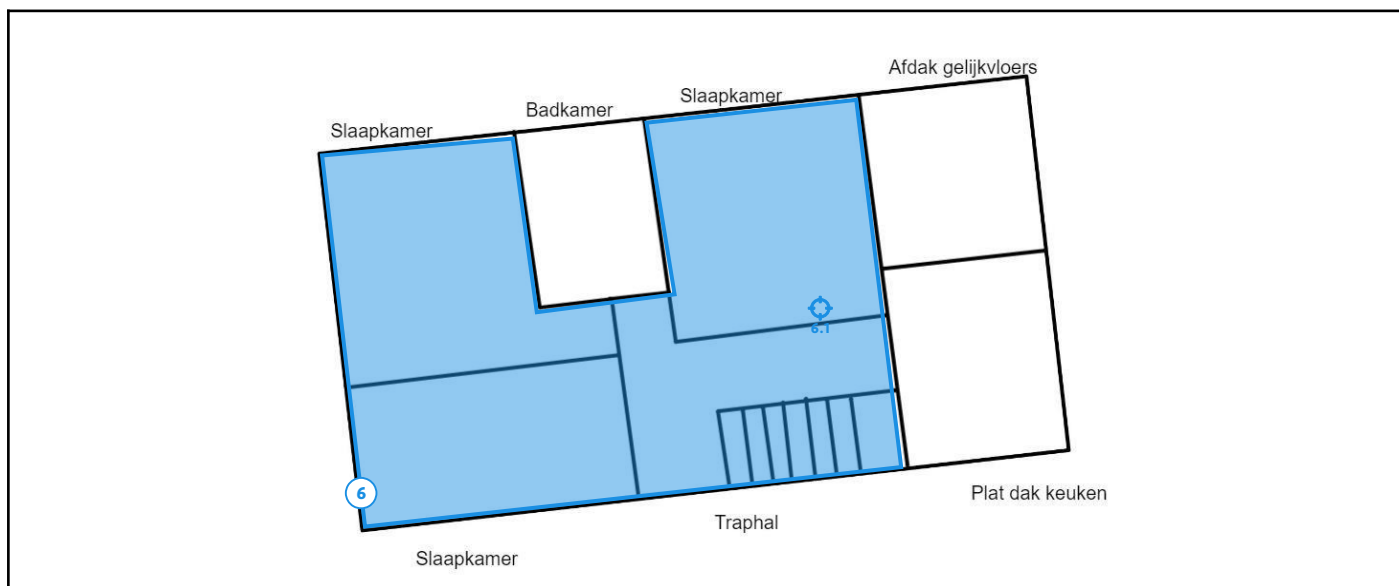 Afdak gelijkvloers
Slaapkamer
Badkamer
Slaapkamer
6.1
6
Plat dak keuken
Traphal
Slaapkamer